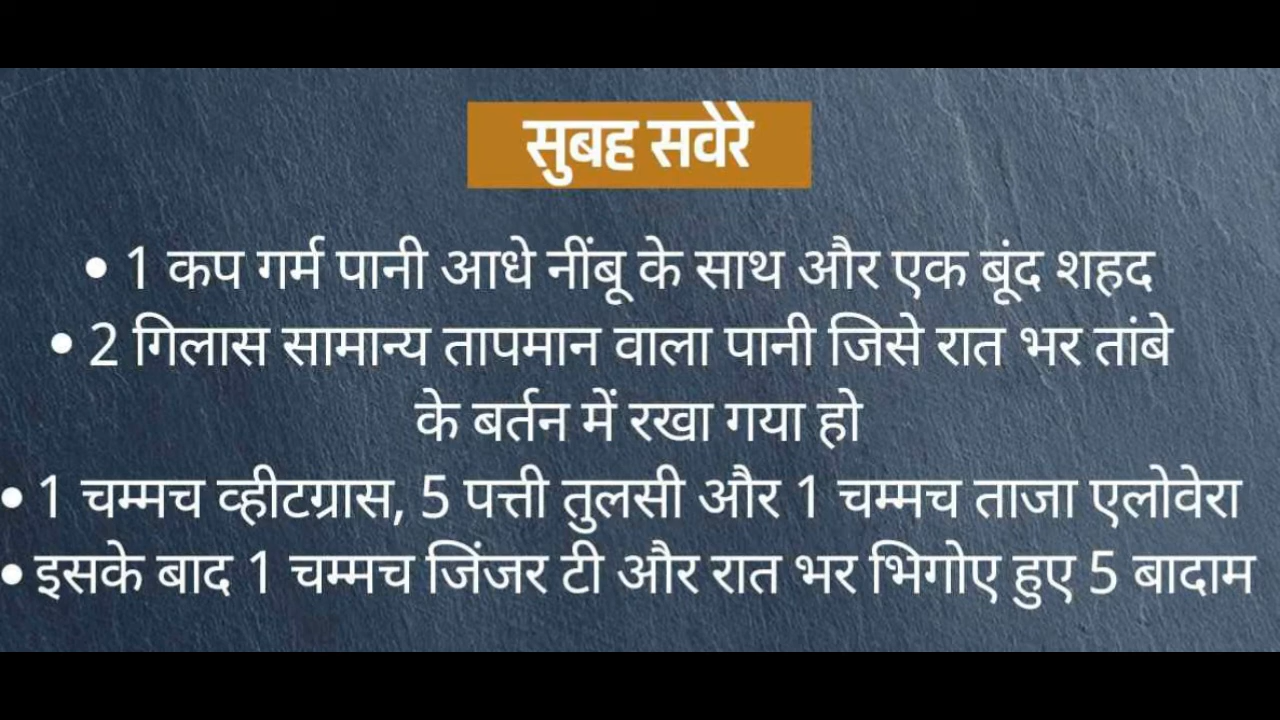 सुबह सवेरे
• 1 कप गर्म पानी आधे नींबू के साथ और एक बूंद शहद
• 2 गिलास सामान्य तापमान वाला पानी जिसे रात भर तांबे
के बर्तन में रखा गया हो
• 1 चम्मच व्हीटग्रास, 5 पत्ती तुलसी और 1 चम्मच ताजा एलोवेरा
• इसके बाद 1 चम्मच जिंजर टी और रात भर भिगोए हुए 5 बादाम